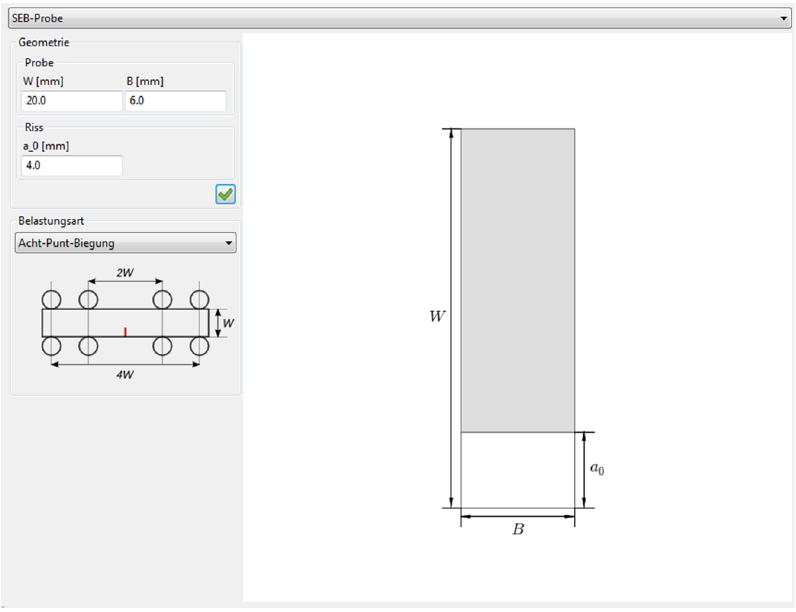 SEB-Probe
Geometrie
Probe
W [mm] B [mm]
20.0 6.0
Riss
a_0 [mm]
4.0
Belastungsart
Acht-Punt-Biegung
2W
W
4W
W
a0
B